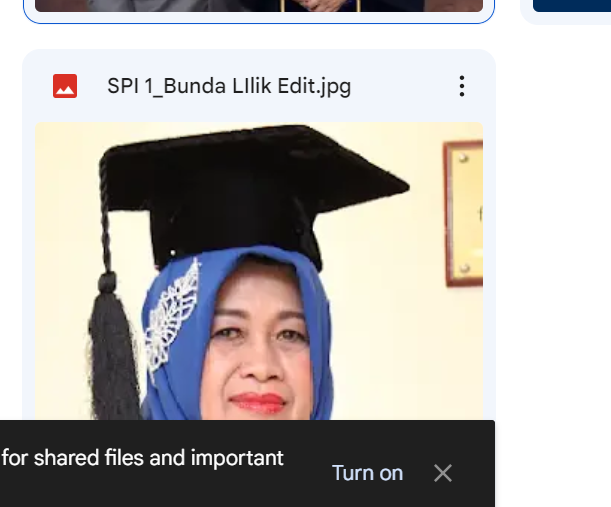 SPI 1_Bunda LIlik Edit.jpg
for shared files and important
Turn on